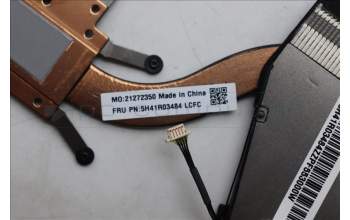 MO:21272350 Made in China
FRU PN:5H41R03484 LCFC